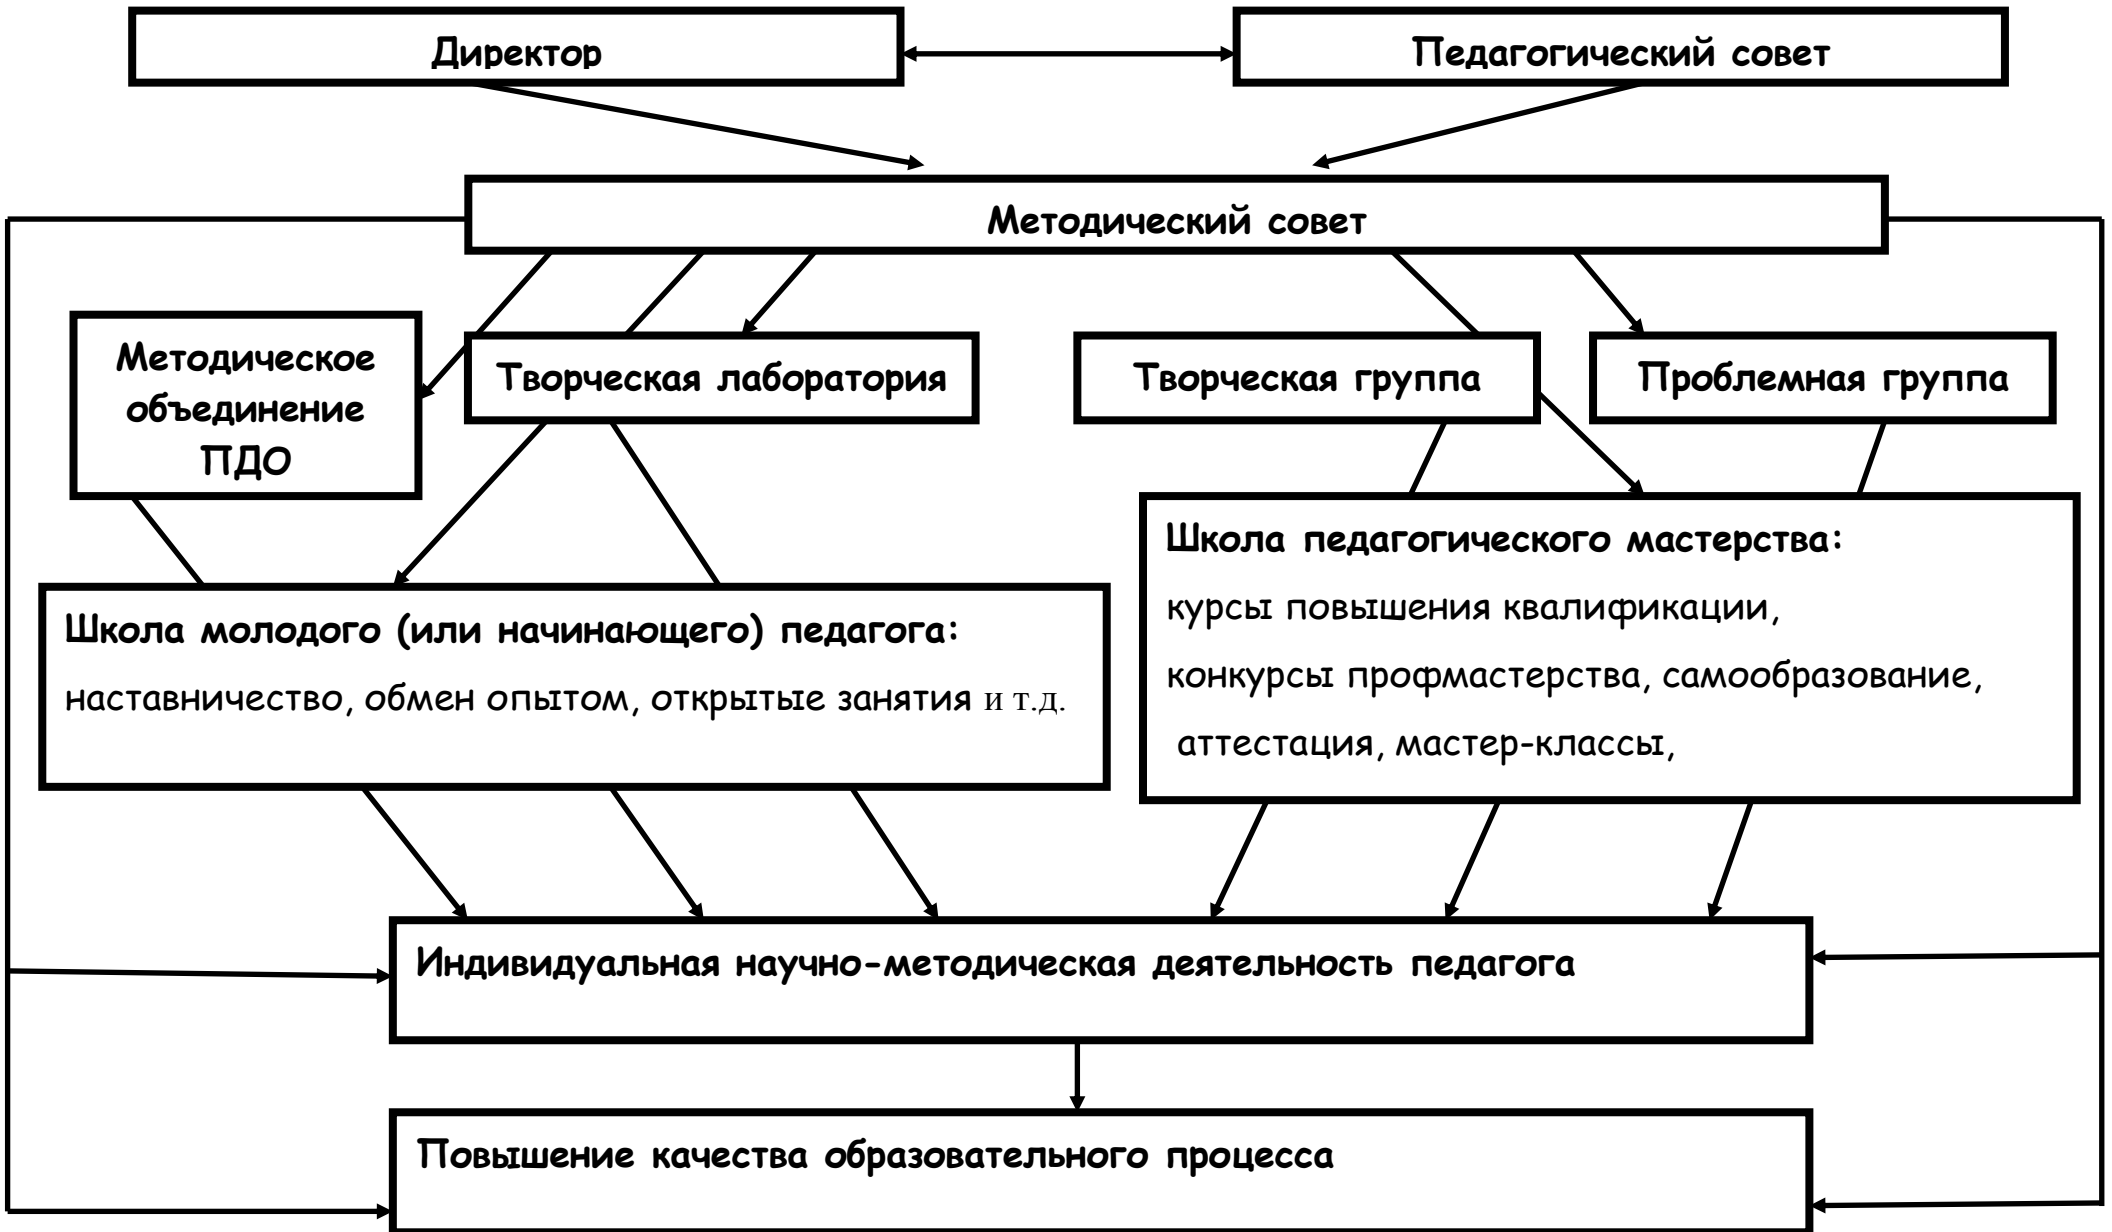 Директор
Педагогический совет
Методический совет
Методическое
объединение
ПДО
Творческая лаборатория
Творческая группа
Проблемная группа
Школа педагогического мастерства:
курсы повышения квалификации,
конкурсы профмастерства, самообразование,
аттестация, мастер-классы,
Школа молодого (или начинающего) педагога:
наставничество, обмен опытом, открытые занятия и т.д.
Индивидуальная научно-методическая деятельность педагога
Повышение качества образовательного процесса